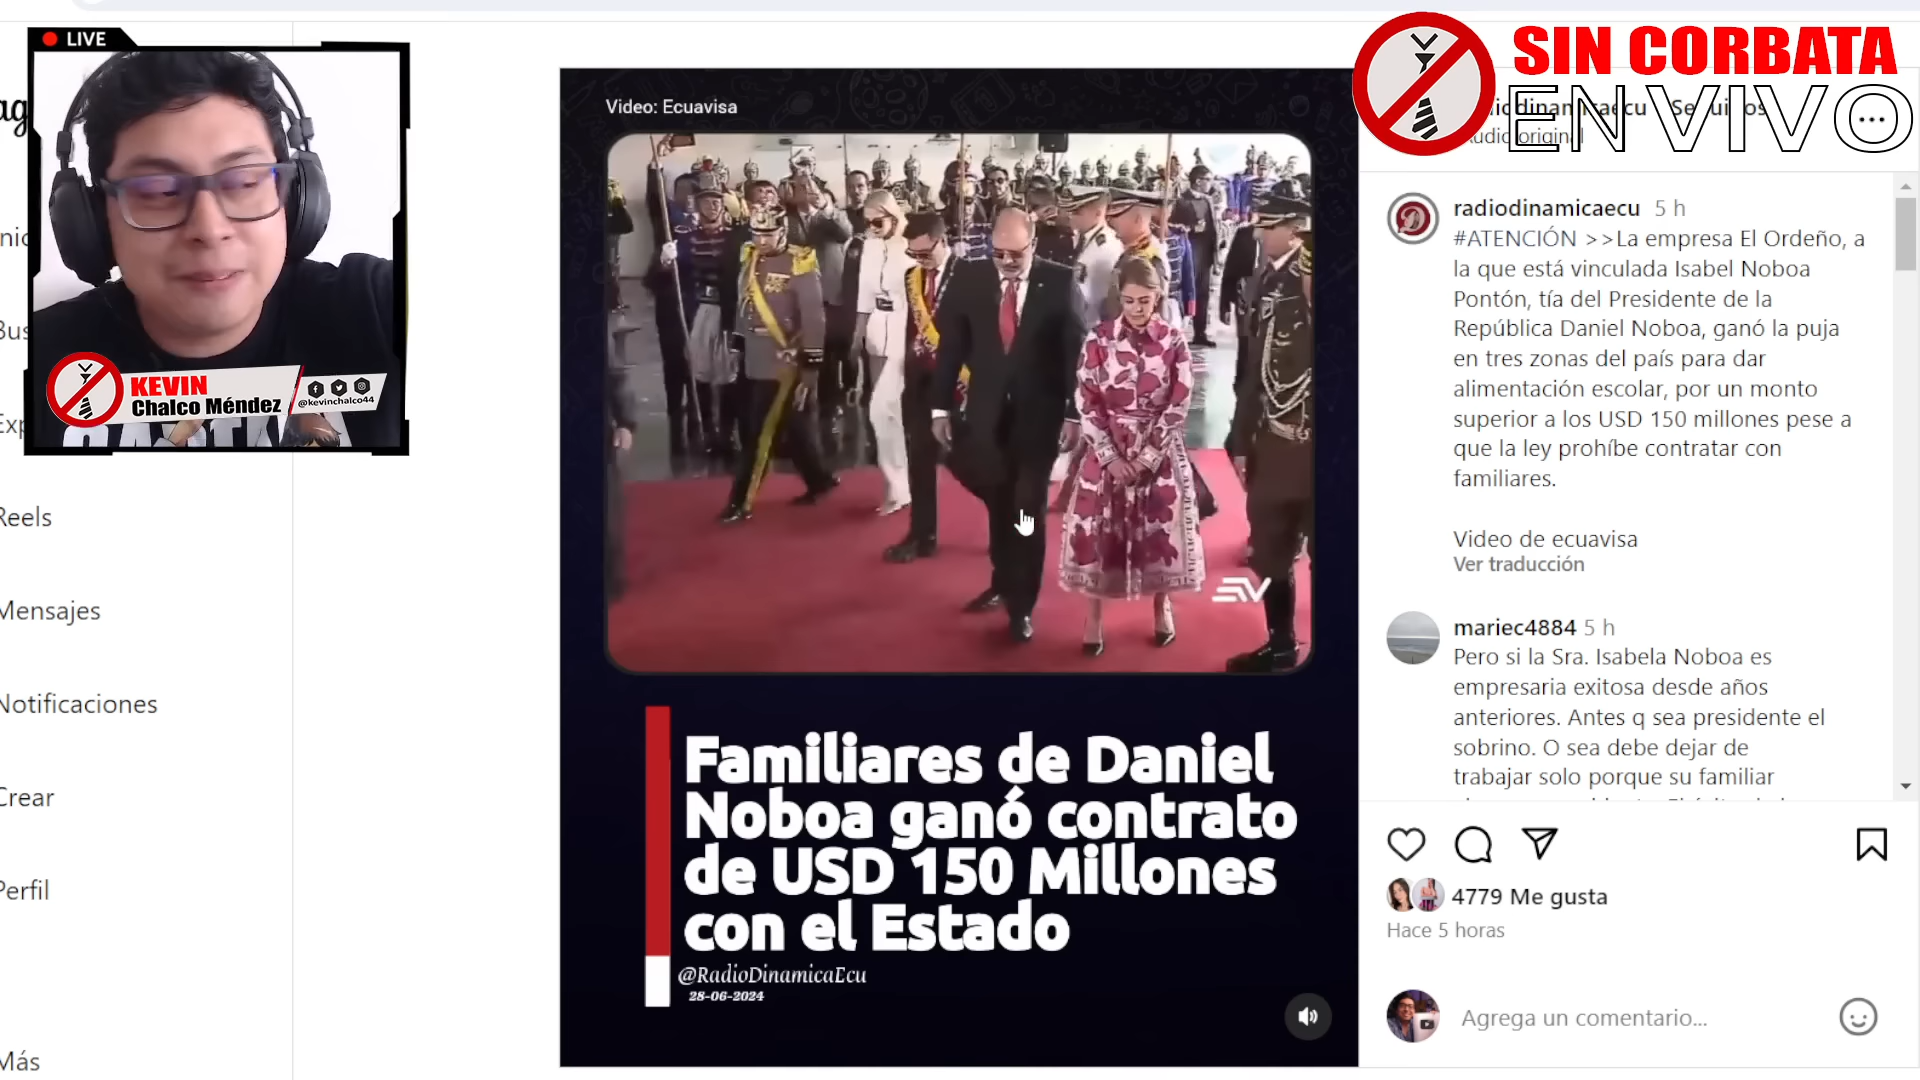 LIVE
SIN CORBATA
EN VIVO
KEVIN
Chalco Méndez
@kevinchalco44
Reels
Mensajes
Notificaciones
Crear
Perfil
Más
Video: Ecuavisa
Familiares de Daniel
Noboa ganó contrato
de USD 150 Millones
con el Estado
@RadioDinamicaEcu
28-06-2024
radiodinamicaecu 5 h
#ATENCIÓN >>La empresa El Ordeño, a
la que está vinculada Isabel Noboa
Pontón, tía del Presidente de la
República Daniel Noboa, ganó la puja
en tres zonas del país para dar
alimentación escolar, por un monto
superior a los USD 150 millones pese a
que la ley prohíbe contratar con
familiares.
Video de ecuavisa
Ver traducción
mariec4884 5 h
Pero si la Sra. Isabela Noboa es
empresaria exitosa desde años
anteriores. Antes q sea presidente el
sobrino. O sea debe dejar de
trabajar solo porque su familiar
4779 Me gusta
Hace 5 horas
Agrega un comentario...